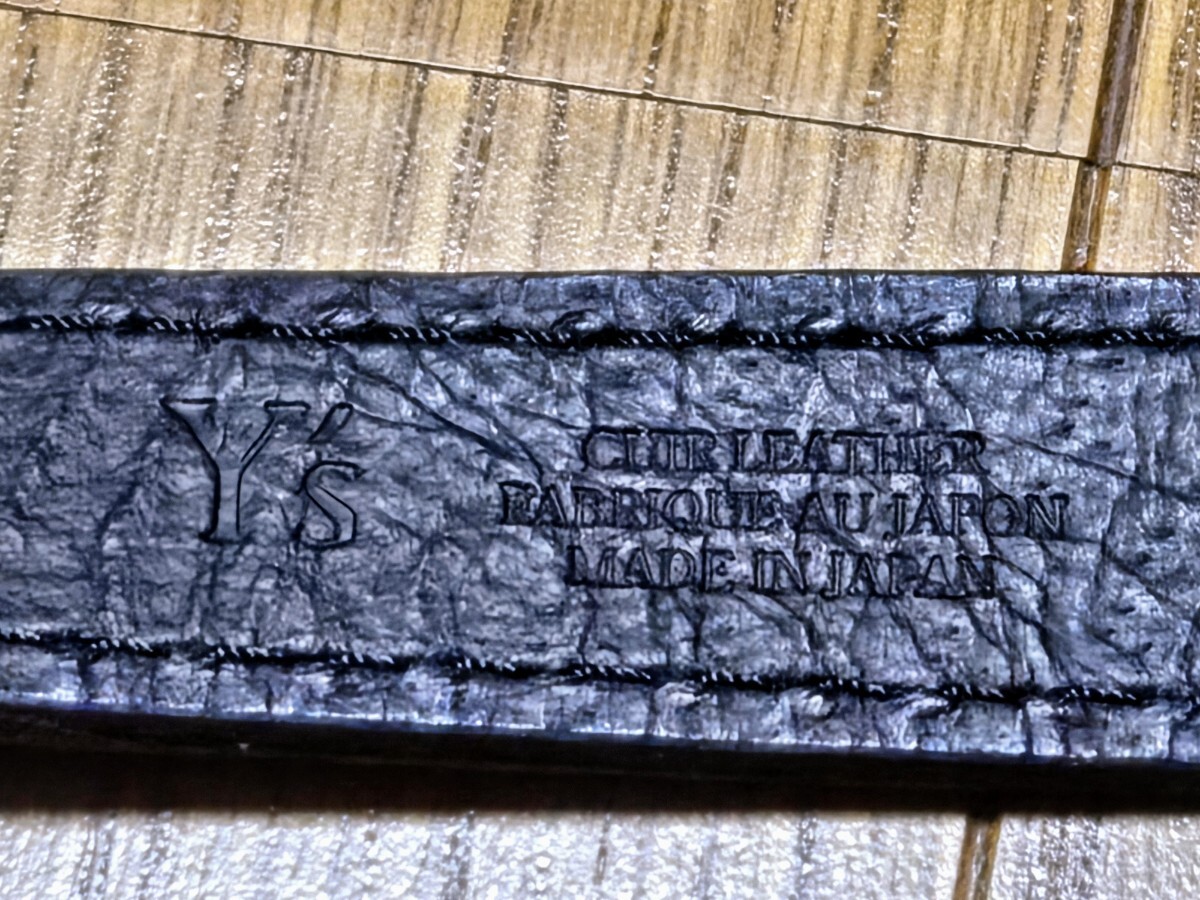 Y's
CUIR LEATHER
FABRIQUE AU JAPON
MADE IN JAPAN